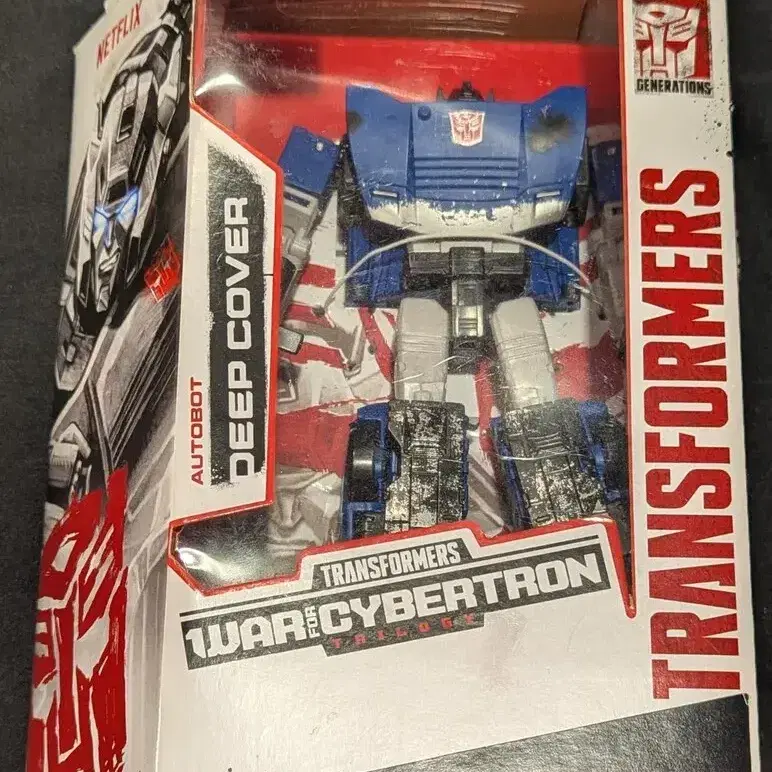 NETFLIX
GENERATIONS
AUTOBOT
DEEP COVER
TRANSFORMERS
TRANSFORMERS
WAR FOR CYBERTRON
TRILOGY